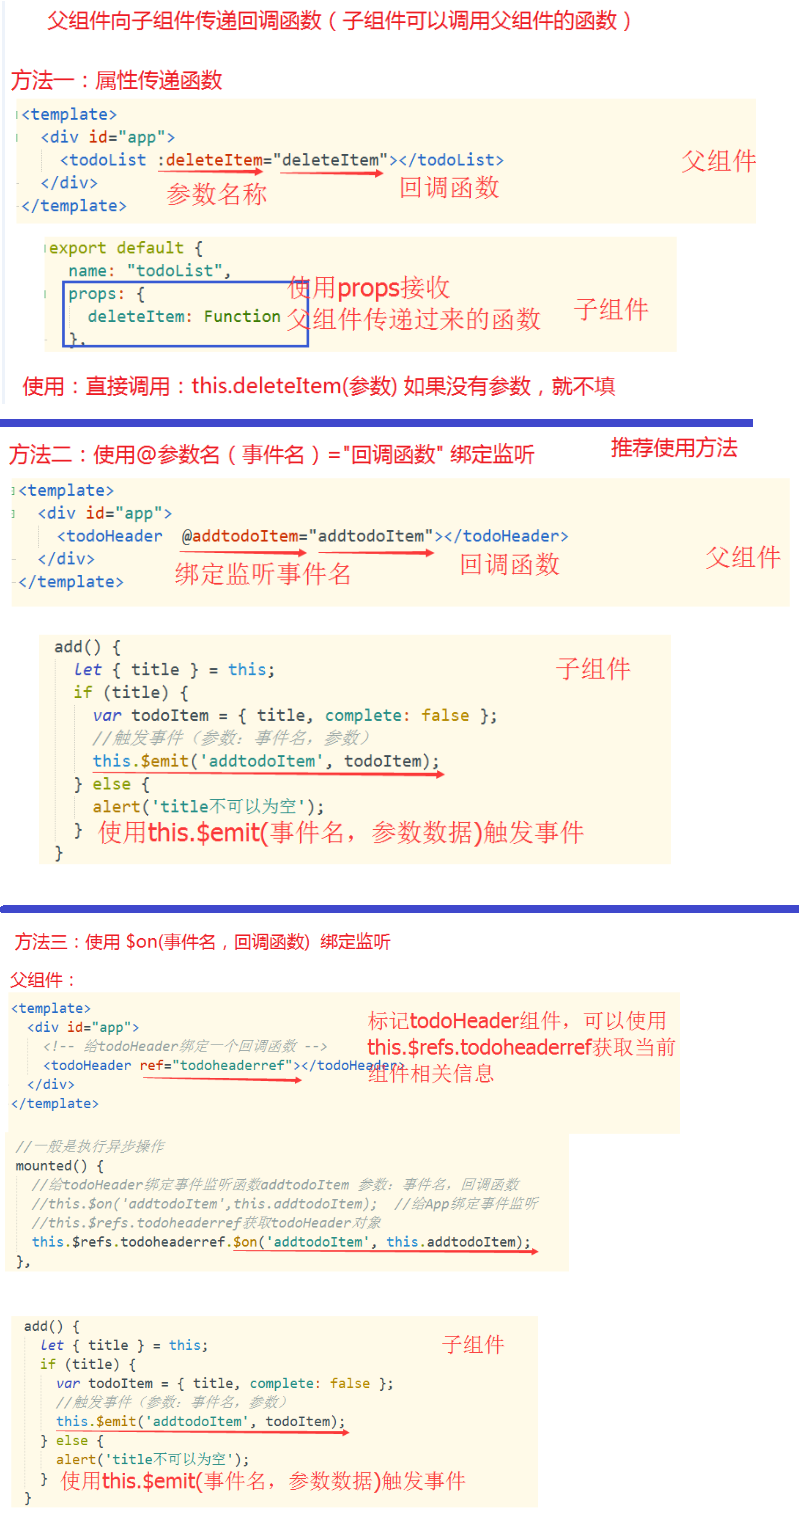 父组件向子组件传递回调函数（子组件可以调用父组件的函数）
方法一：属性传递函数
<template>
<div id="app">
<todoList :deleteItem="deleteItem"></todoList>
</div>
</template>
参数名称
回调函数
父组件
export default {
name: "todoList",
props: {
deleteItem: Function
},
使用props接收
父组件传递过来的函数
子组件
使用：直接调用：this.deleteItem(参数) 如果没有参数，就不填
方法二：使用@参数名（事件名）="回调函数" 绑定监听
推荐使用方法
<template>
<div id="app">
<todoHeader @addtodoItem="addtodoItem"></todoHeader>
</div>
</template>
绑定监听事件名
回调函数
父组件
add() {
let { title } = this;
if (title) {
var todoItem = { title, complete: false };
//触发事件（参数：事件名，参数）
this.$emit('addtodoItem', todoItem);
} else {
alert('title不可以为空');
}
}
子组件
使用this.$emit(事件名，参数数据)触发事件
方法三：使用 $on(事件名，回调函数) 绑定监听
父组件：
<template>
<div id="app">
<!-- 给todoHeader绑定一个回调函数 -->
<todoHeader ref="todoheaderref"></todoHeader>
</div>
</template>
标记todoHeader组件，可以使用
this.$refs.todoheaderref获取当前
组件相关信息
//一般是执行异步操作
mounted() {
//给todoHeader绑定事件监听函数addtodoItem 参数：事件名，回调函数
//this.$on('addtodoItem',this.addtodoItem); //给App绑定事件监听
//this.$refs.todoheaderref获取todoHeader对象
this.$refs.todoheaderref.$on('addtodoItem', this.addtodoItem);
},
add() {
let { title } = this;
if (title) {
var todoItem = { title, complete: false };
//触发事件（参数：事件名，参数）
this.$emit('addtodoItem', todoItem);
} else {
alert('title不可以为空');
}
}
子组件
使用this.$emit(事件名，参数数据)触发事件